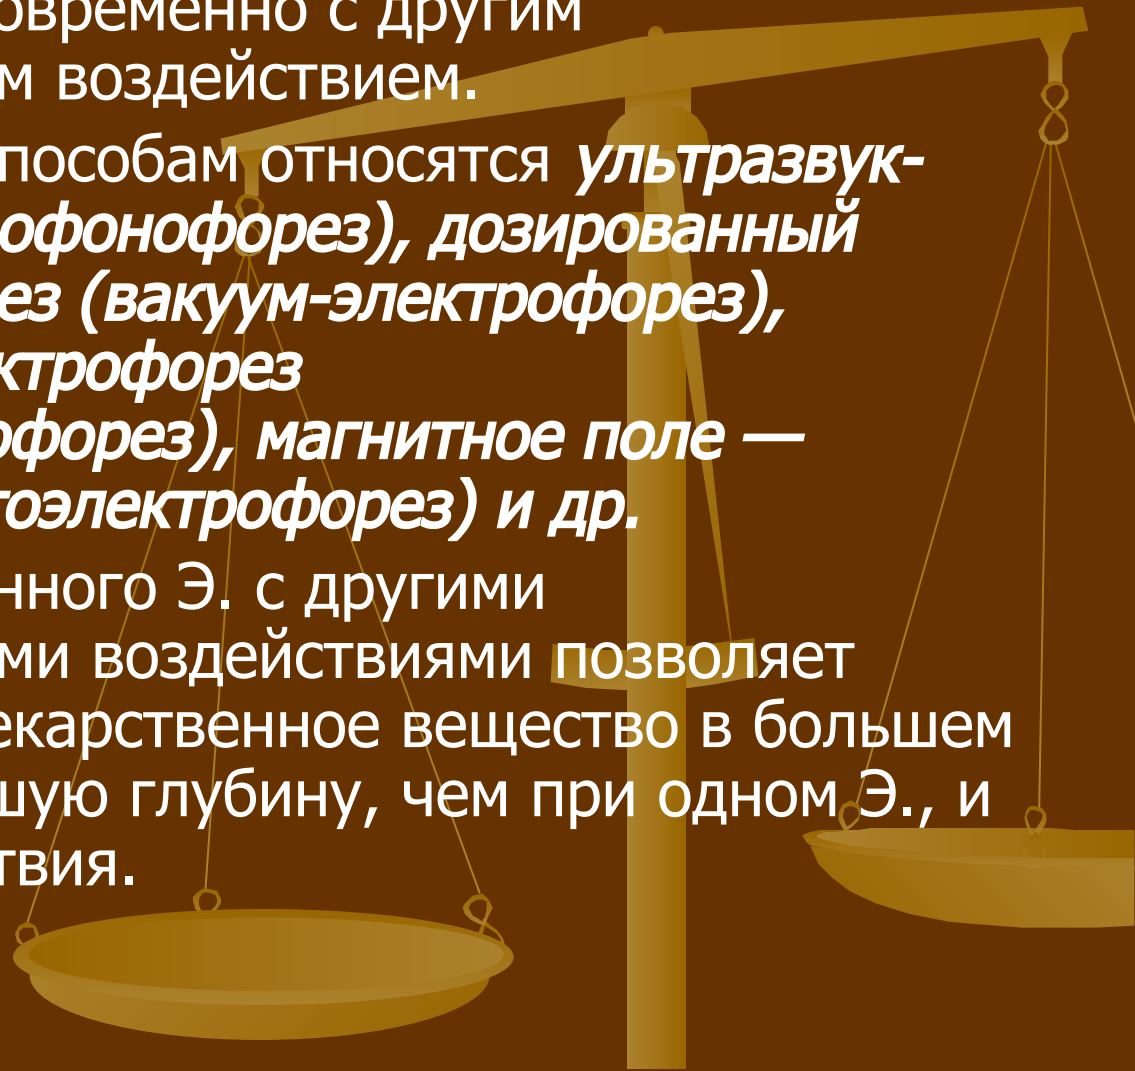 овременно с другим
м воздействием.
пособам относятся ультразвук-
офонофорез), дозированный
ез (вакуум-электрофорез),
ктрофорез
офорез), магнитное поле —
тоэлектрофорез) и др.
нного Э. с другими
ми воздействиями позволяет
екарственное вещество в большем
шую глубину, чем при одном Э., и
твия.